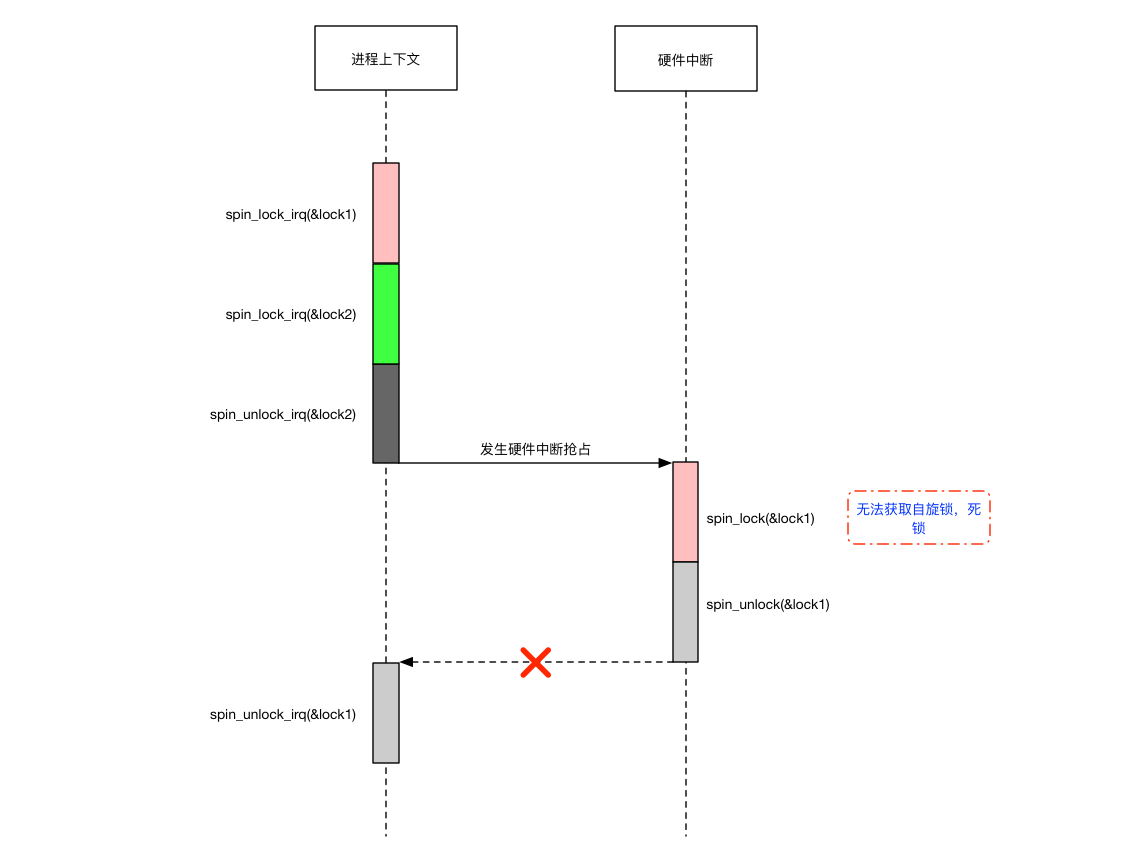 进程上下文
硬件中断
spin_lock_irq(&lock1)
spin_lock_irq(&lock2)
spin_unlock_irq(&lock2)
发生硬件中断抢占
spin_lock(&lock1)
无法获取自旋锁，死
锁
spin_unlock(&lock1)
spin_unlock_irq(&lock1)